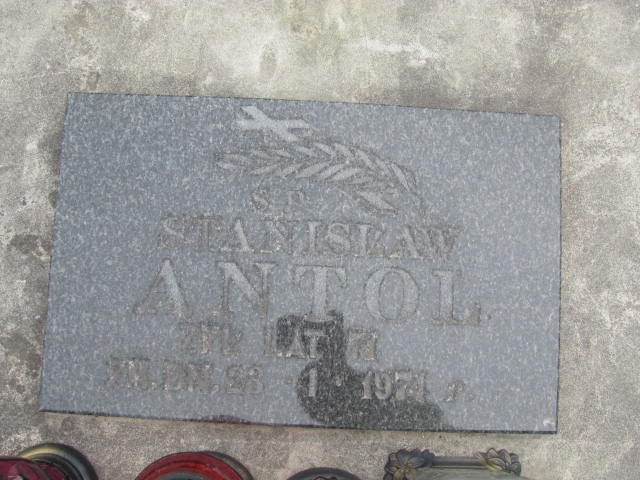 Ś.P.
STANISŁAW
ANTOL
ŻYŁ LAT 71
ZM. DN. 23 · 1 · 1971 r.